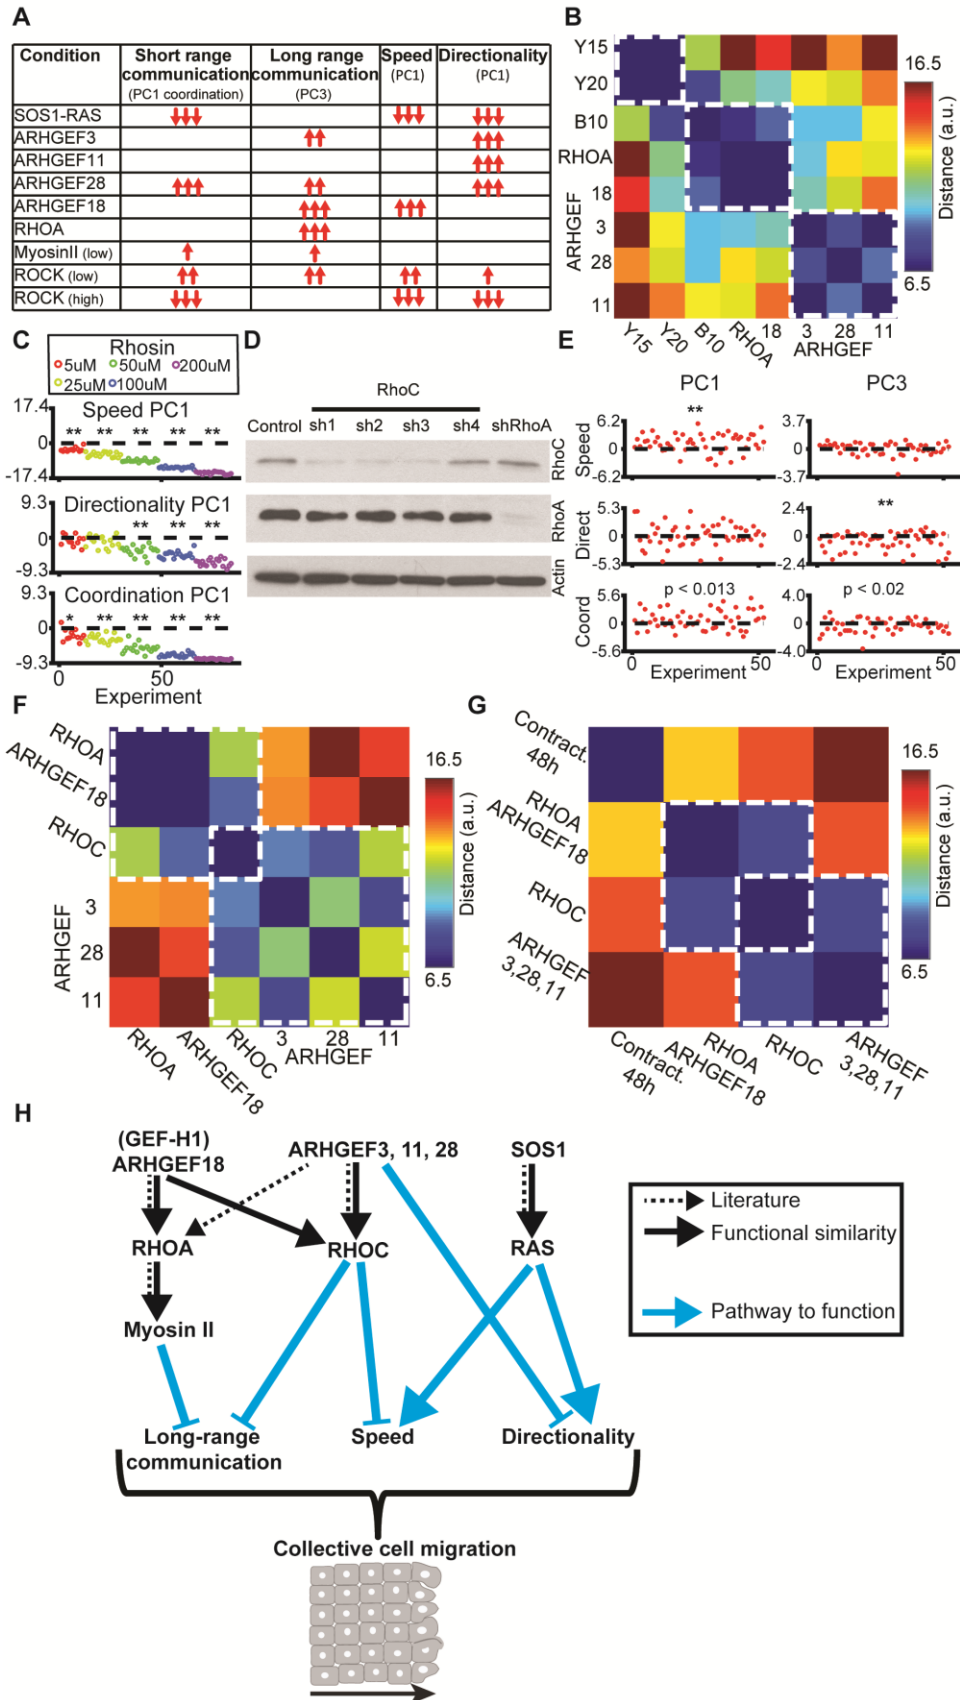 A
Condition
Short range communication (PC1 coordination)
Long range communication (PC3)
Speed (PC1)
Directionality (PC1)
SOS1-RAS ↓↓↓ ↓↓↓ ↓↓↓
ARHGEF3 ↑↑ ↑↑↑
ARHGEF11 ↑↑↑
ARHGEF28 ↑↑↑ ↑↑ ↑↑↑
ARHGEF18 ↑↑↑ ↑↑↑
RHOA ↑↑↑
MyosinII (low) ↑ ↑
ROCK (low) ↑↑ ↑↑ ↑↑ ↑
ROCK (high) ↓↓↓ ↓↓↓ ↓↓↓
B
Y15
Y20
B10
RHOA
18
3
28
11
ARHGEF
Y15 Y20 B10 RHOA 18 3 28 11
ARHGEF
16.5
Distance (a.u.)
6.5
C
Rhosin
5uM 50uM 200uM
25uM 100uM
Speed PC1
17.4
0
-17.4
** ** ** ** **
Directionality PC1
9.3
0
-9.3
** ** **
Coordination PC1
9.3
0
-9.3
* ** ** ** **
0 50
Experiment
D
RhoC
Control sh1 sh2 sh3 sh4 shRhoA
RhoC
RhoA
Actin
E
PC1 PC3
Speed
6.2
0
-6.2
**
3.7
0
-3.7
Direct
5.3
0
-5.3
2.4
0
-2.4
**
Coord
5.6
0
-5.6
p < 0.013
4.0
0
-4.0
p < 0.02
0 50
Experiment
0 50
Experiment
F
RHOA
ARHGEF18
RHOC
3
28
11
ARHGEF
RHOA ARHGEF18 RHOC 3 28 11
ARHGEF
16.5
Distance (a.u.)
6.5
G
Contract. 48h
RHOA ARHGEF18
RHOC
ARHGEF 3,28,11
Contract. 48h
RHOA ARHGEF18
RHOC
ARHGEF 3,28,11
16.5
Distance (a.u.)
6.5
H
(GEF-H1)
ARHGEF18
ARHGEF3, 11, 28
SOS1
RHOA
RHOC
RAS
Myosin II
Literature
Functional similarity
Pathway to function
Long-range communication
Speed
Directionality
Collective cell migration